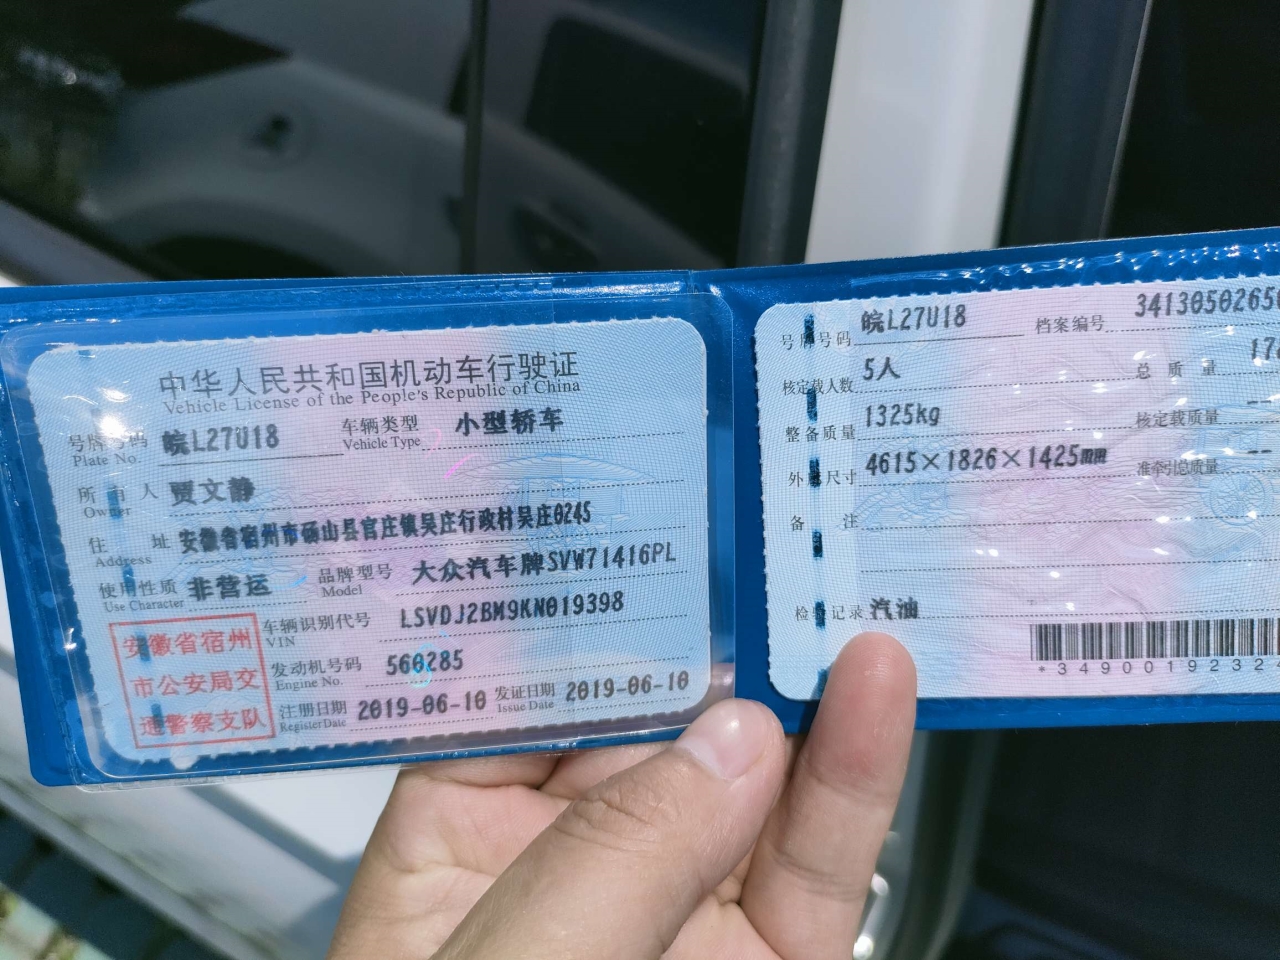 中华人民共和国机动车行驶证
Vehicle License of the People's Republic of China
号牌号码 皖L27U18 车辆类型 小型轿车
Plate No. Vehicle Type
所有人 贾文静
Owner
住址 安徽省宿州市砀山县官庄镇吴庄行政村吴庄0245
Address
使用性质 非营运 品牌型号 大众汽车牌SVW71416PL
Use Character Model
车辆识别代号 LSVDJ2BM9KN019398
VIN
发动机号码 560285
Engine No.
注册日期 2019-06-10 发证日期 2019-06-10
Register Date Issue Date
安徽省宿州
市公安局交
通警察支队
号牌号码 皖L27U18 档案编号 3413050265
核定载人数 5人 总质量 17
整备质量 1325kg 核定载质量 --
外廓尺寸 4615×1826×1425mm 准牵引总质量 --
备注
检验记录 汽油
*349001923 2